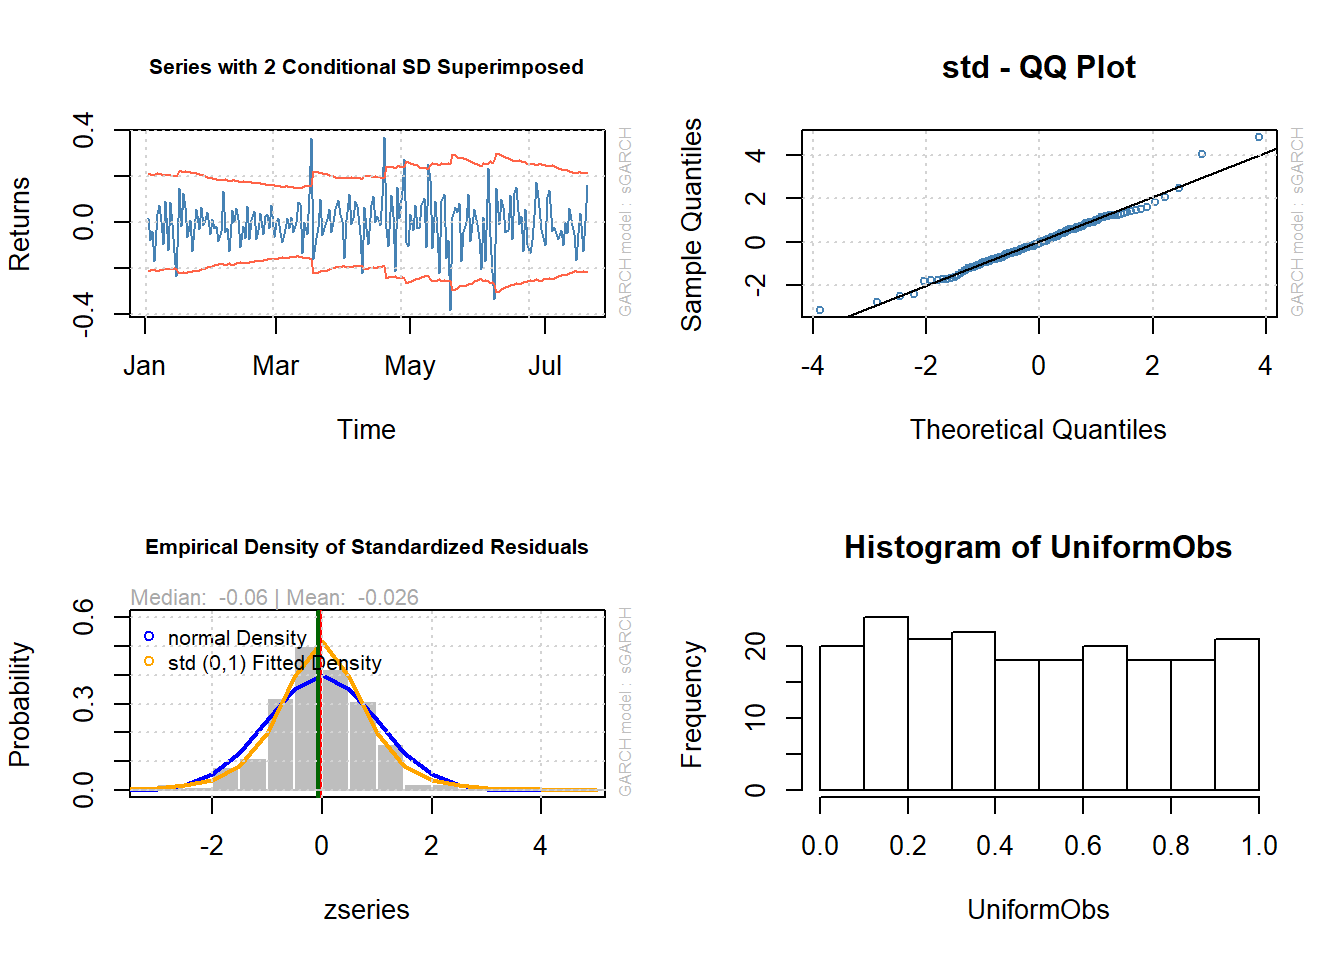 Series with 2 Conditional SD Superimposed
Returns
0.4
0.0
-0.4
Jan
Mar
May
Jul
Time
GARCH model : sGARCH
std - QQ Plot
Sample Quantiles
4
2
0
-2
-4
-2
0
2
4
Theoretical Quantiles
GARCH model : sGARCH
Empirical Density of Standardized Residuals
Median: -0.06 | Mean: -0.026
normal Density
std (0,1) Fitted Density
Probability
0.6
0.3
0.0
-2
0
2
4
zseries
GARCH model : sGARCH
Histogram of UniformObs
Frequency
20
10
0
0.0
0.2
0.4
0.6
0.8
1.0
UniformObs